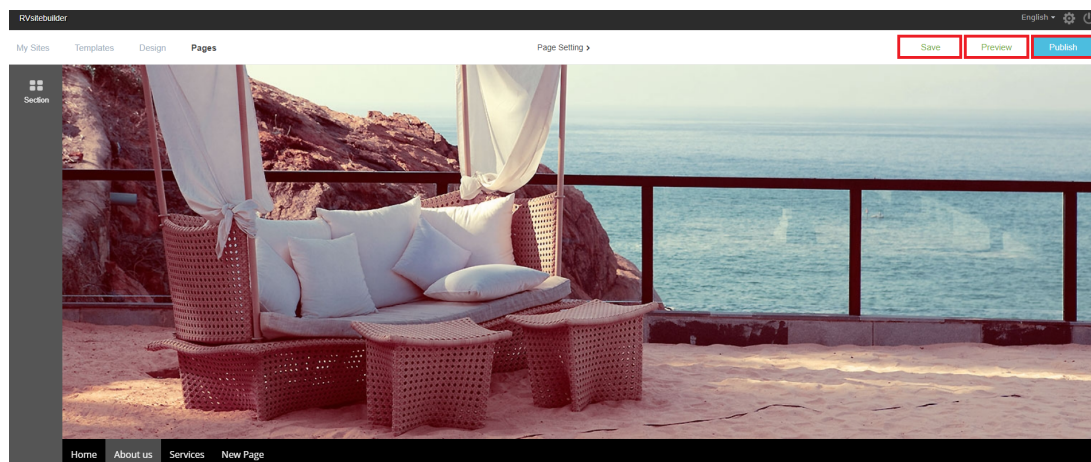 RVsitebuilder English
My Sites Templates Design Pages Page Setting > Save Preview Publish
Section
Home About us Services New Page